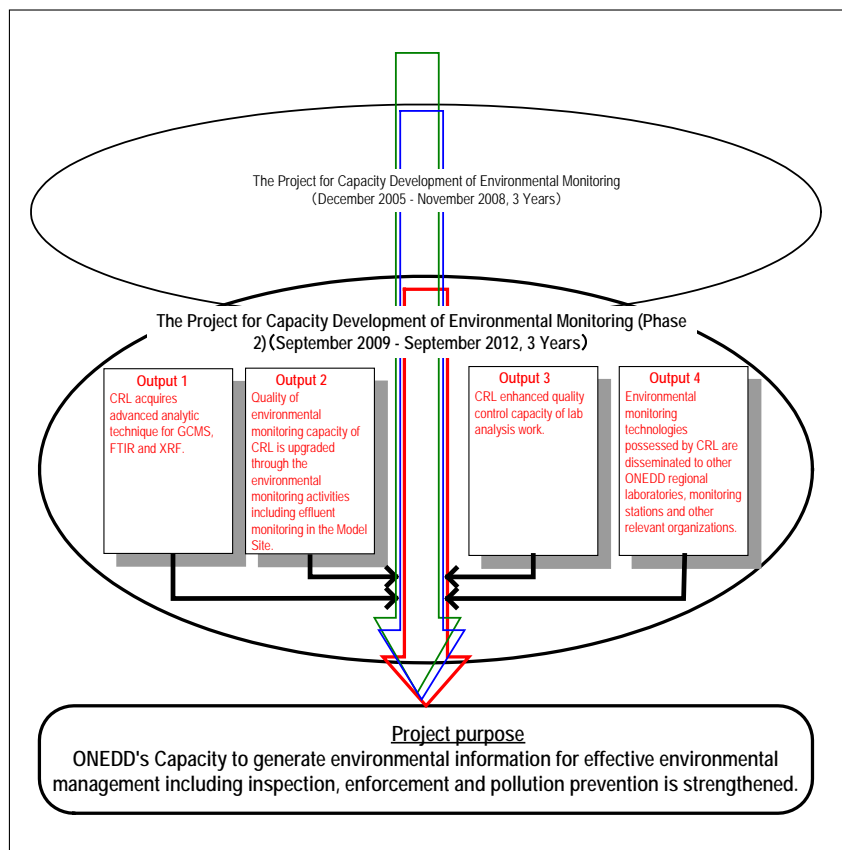 The Project for Capacity Development of Environmental Monitoring
(December 2005 - November 2008, 3 Years)
The Project for Capacity Development of Environmental Monitoring (Phase
2)(September 2009 - September 2012, 3 Years)
Output 1
CRL acquires
advanced analytic
technique for GCMS,
FTIR and XRF.
Output 2
Quality of
environmental
monitoring capacity of
CRL is upgraded
through the
environmental
monitoring activities
including effluent
monitoring in the Model
Site.
Output 3
CRL enhanced quality
control capacity of lab
analysis work.
Output 4
Environmental
monitoring
technologies
possessed by CRL are
disseminated to other
ONEDD regional
laboratories, monitoring
stations and other
relevant organizations.
Project purpose
ONEDD's Capacity to generate environmental information for effective environmental
management including inspection, enforcement and pollution prevention is strengthened.